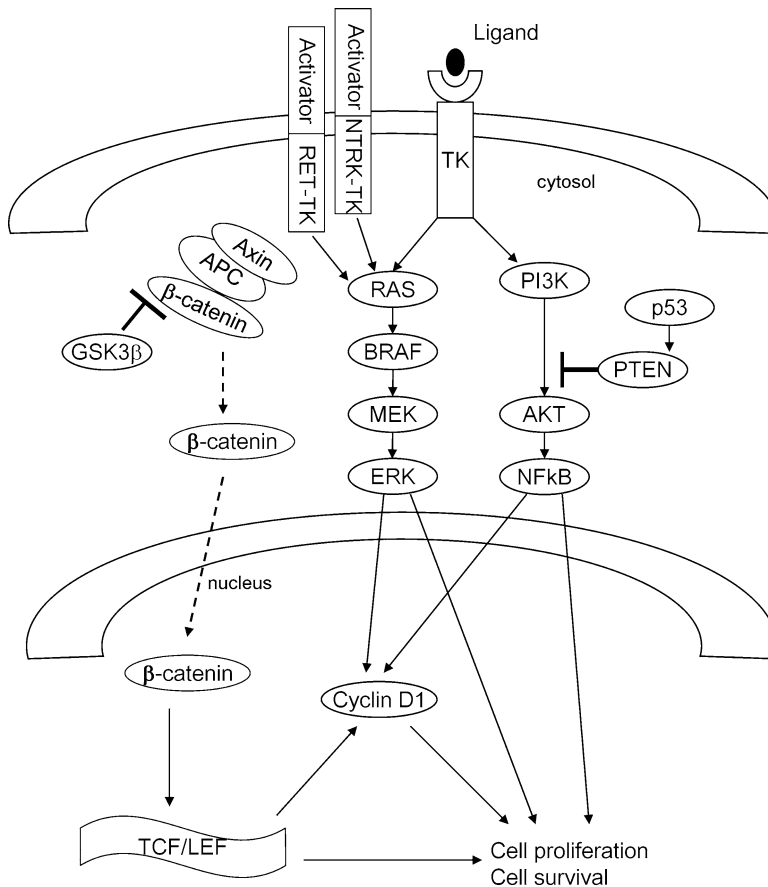 Ligand
Activator
Activator
RET-TK
NTRK-TK
TK
cytosol
Axin
APC
β-catenin
GSK3β
RAS
PI3K
p53
BRAF
PTEN
MEK
AKT
β-catenin
ERK
NFkB
nucleus
β-catenin
Cyclin D1
TCF/LEF
Cell proliferation
Cell survival